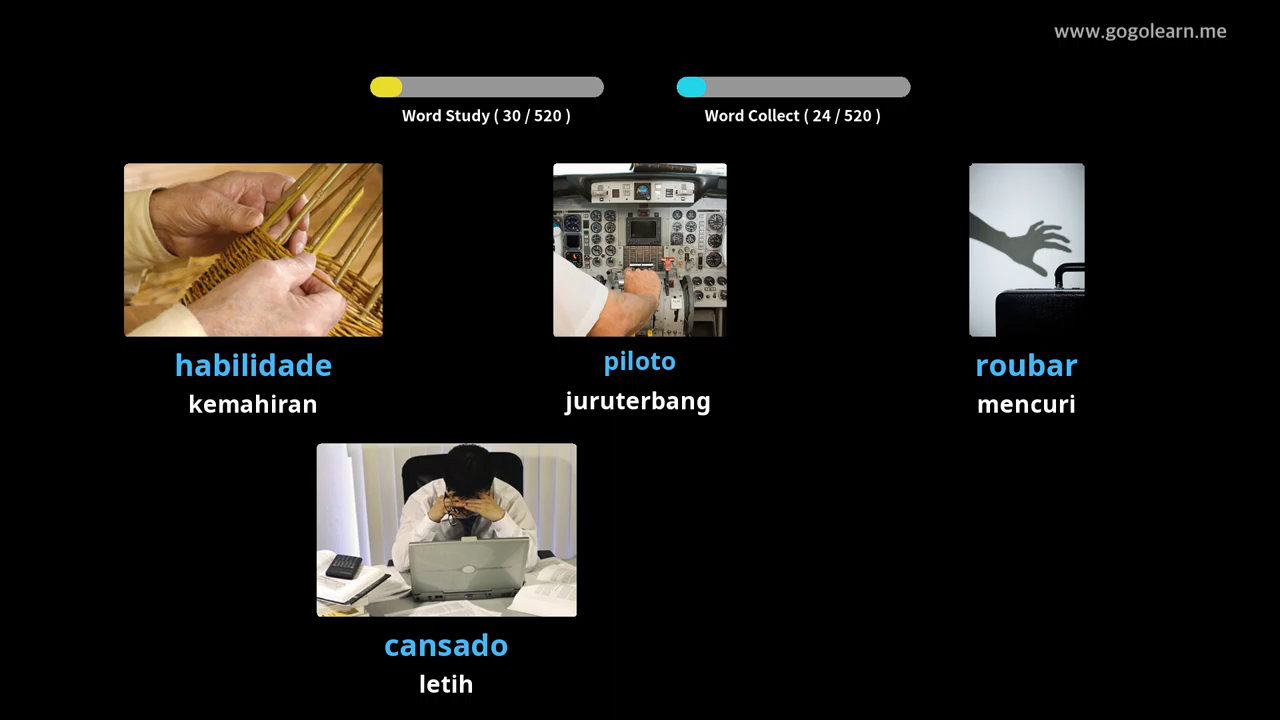 www.gogolearn.me
Word Study ( 30 / 520 )
Word Collect ( 24 / 520 )
habilidade
kemahiran
piloto
juruterbang
roubar
mencuri
cansado
letih